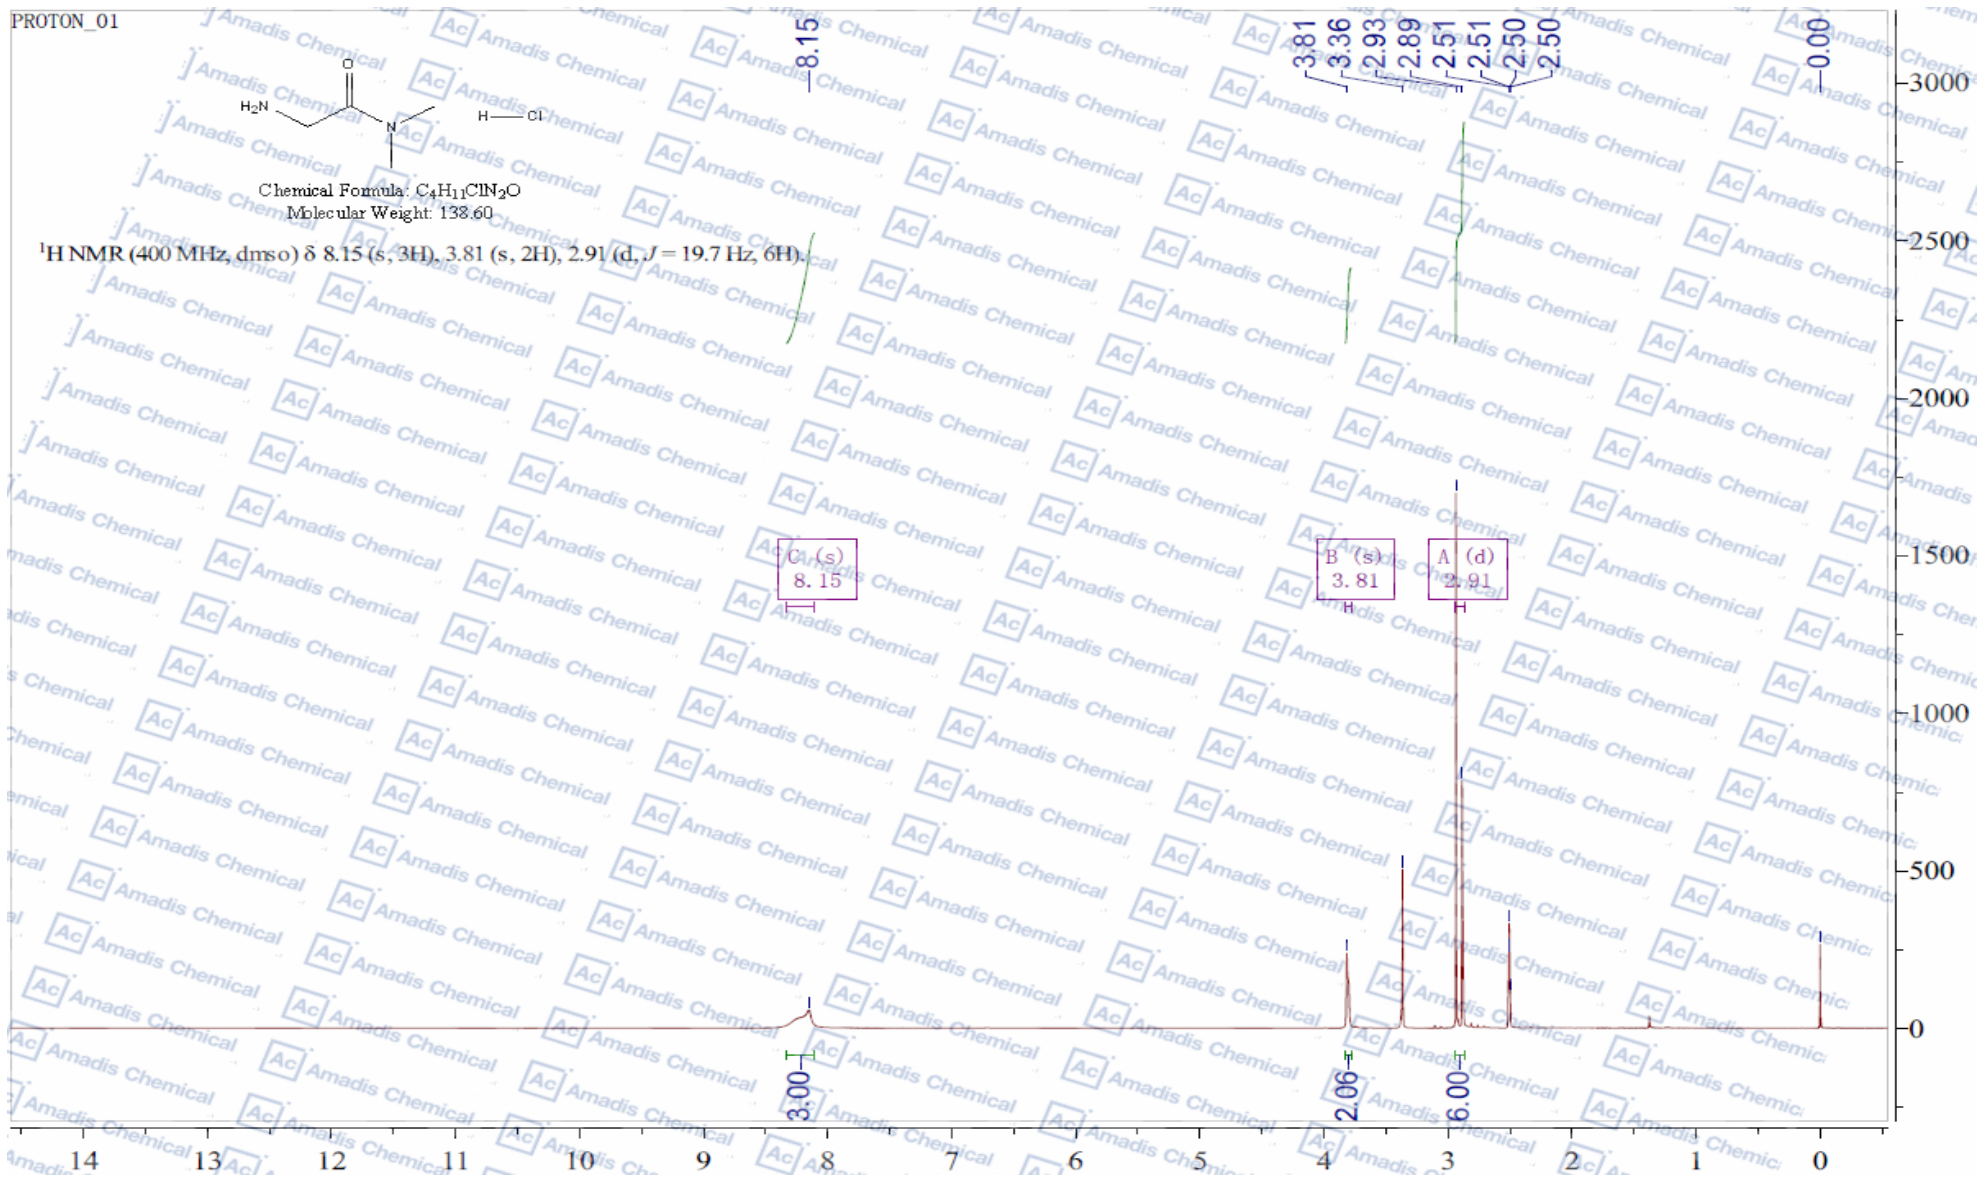 PROTON_01
8.15
3.81
3.36
2.93
2.89
2.51
2.51
2.50
2.50
0.00
O
H₂N
N
H Cl
Chemical Formula: C₄H₁₁ClN₂O
Molecular Weight: 138.60
¹H NMR (400 MHz, dmso) δ 8.15 (s, 3H), 3.81 (s, 2H), 2.91 (d, J = 19.7 Hz, 6H).
3000
2500
2000
1500
1000
500
0
C (s)
8.15
B (s)
3.81
A (d)
2.91
3.00
2.06
6.00
14 13 12 11 10 9 8 7 6 5 4 3 2 1 0
Ac Amadis Chemical